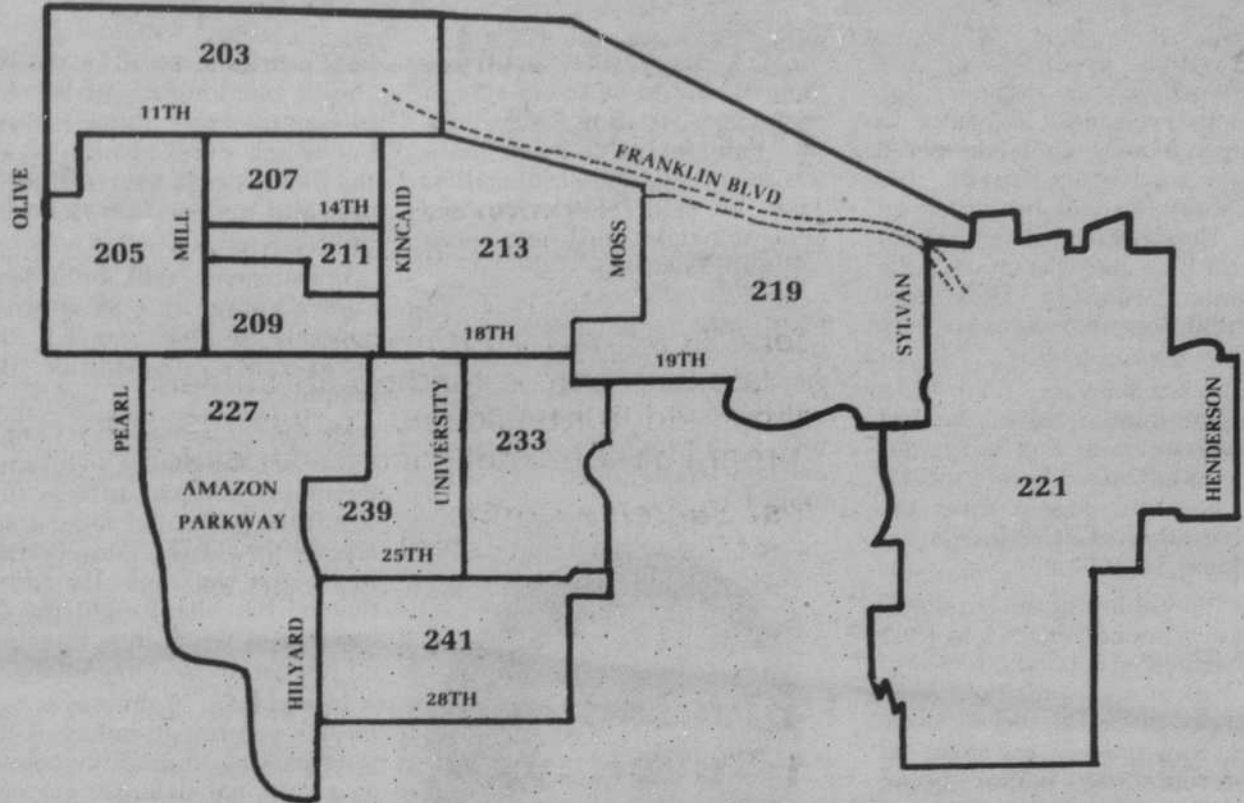 203
11TH
FRANKLIN BLVD
OLIVE
207
14TH
205
MILL
211
KINCAID
213
MOSS
219
209
18TH
19TH
SYLVAN
HENDERSON
PEARL
227
UNIVERSITY
233
221
AMAZON
PARKWAY
239
25TH
HILYARD
241
28TH